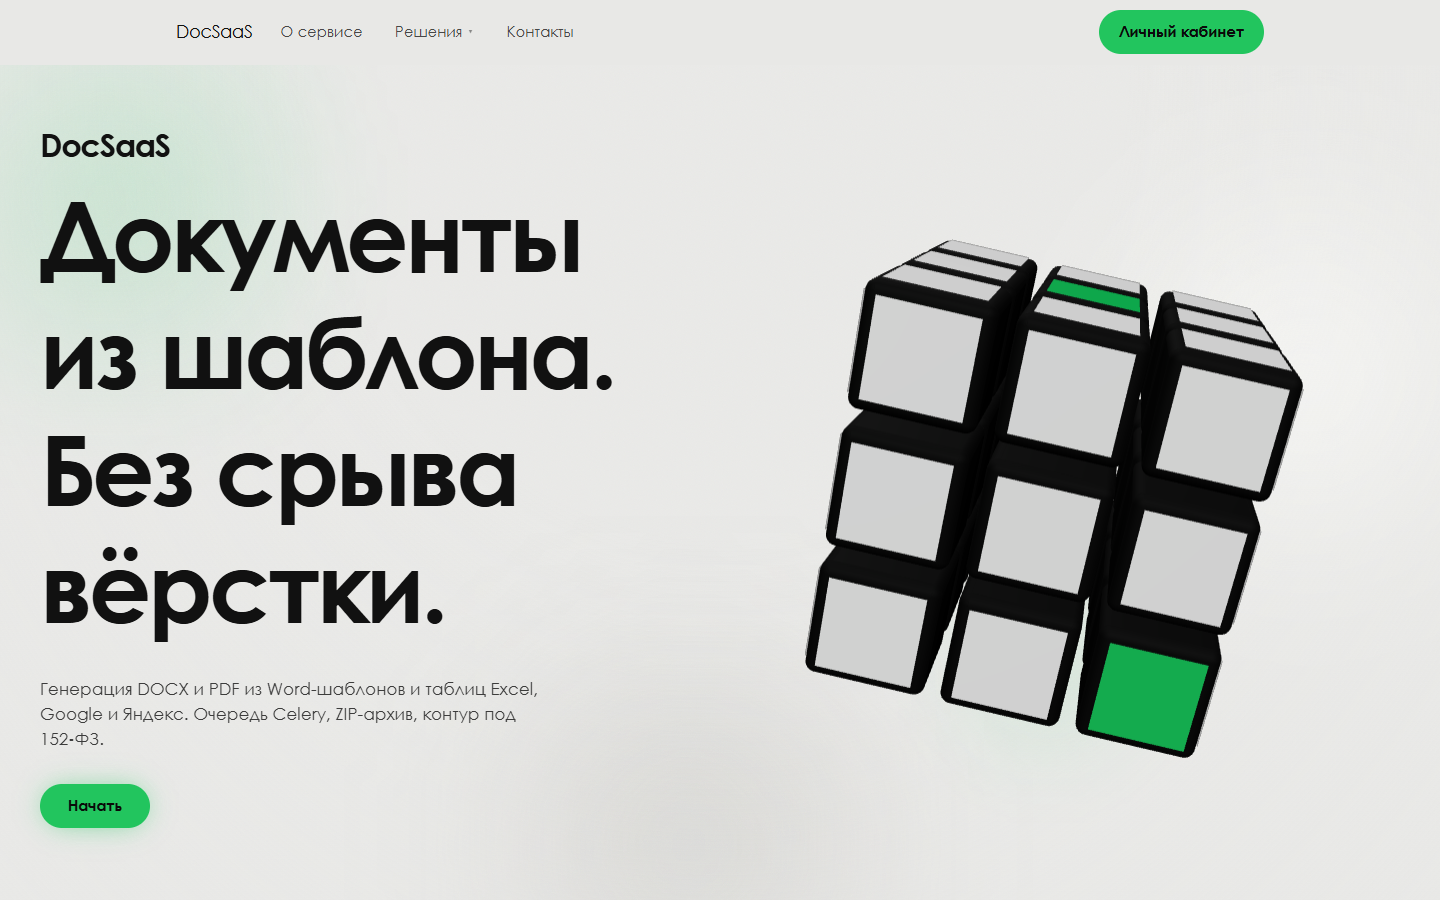 DocSaaS
О сервисе
Решения
Контакты
Личный кабинет
DocSaaS
Документы
из шаблона.
Без срыва
вёрстки.
Генерация DOCX и PDF из Word-шаблонов и таблиц Excel,
Google и Яндекс. Очередь Celery, ZIP-архив, контур под
152-ФЗ.
Начать